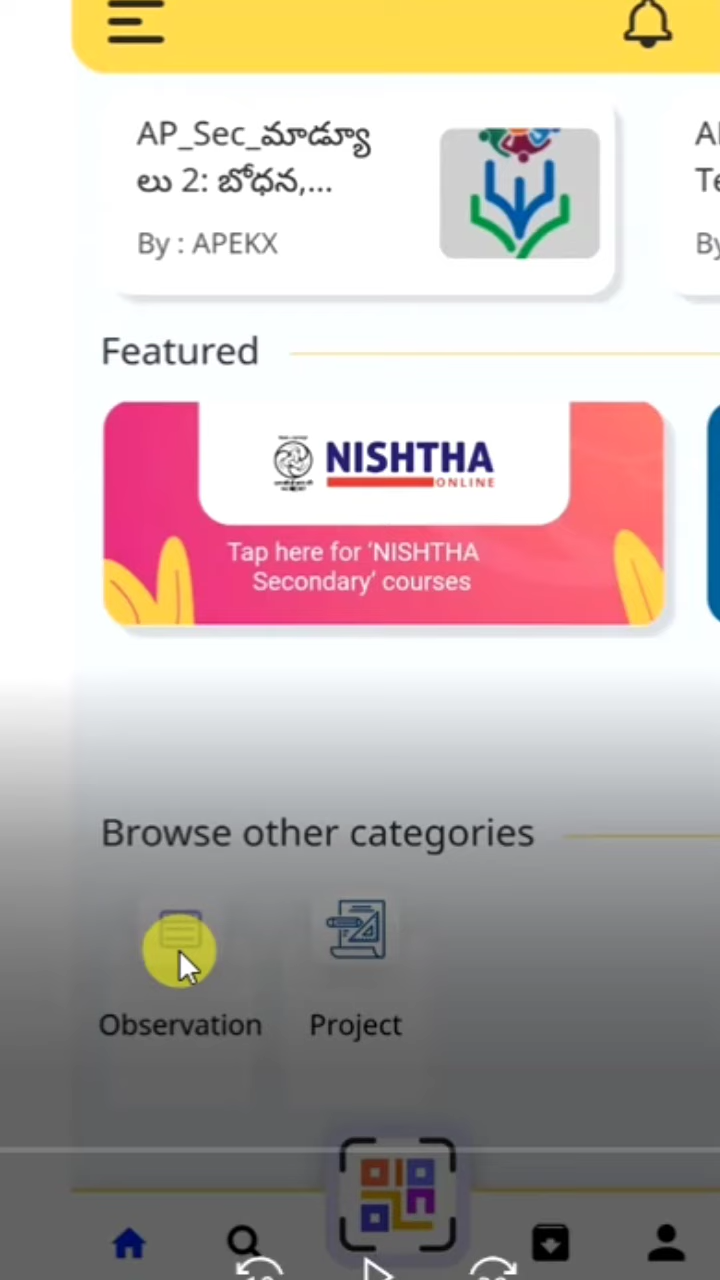 AP_Sec_మాడ్యూ
లు 2: బోధన,...
By : APEKX
Featured
NISHTHA
ONLINE
Tap here for ‘NISHTHA
Secondary’ courses
Browse other categories
Observation
Project